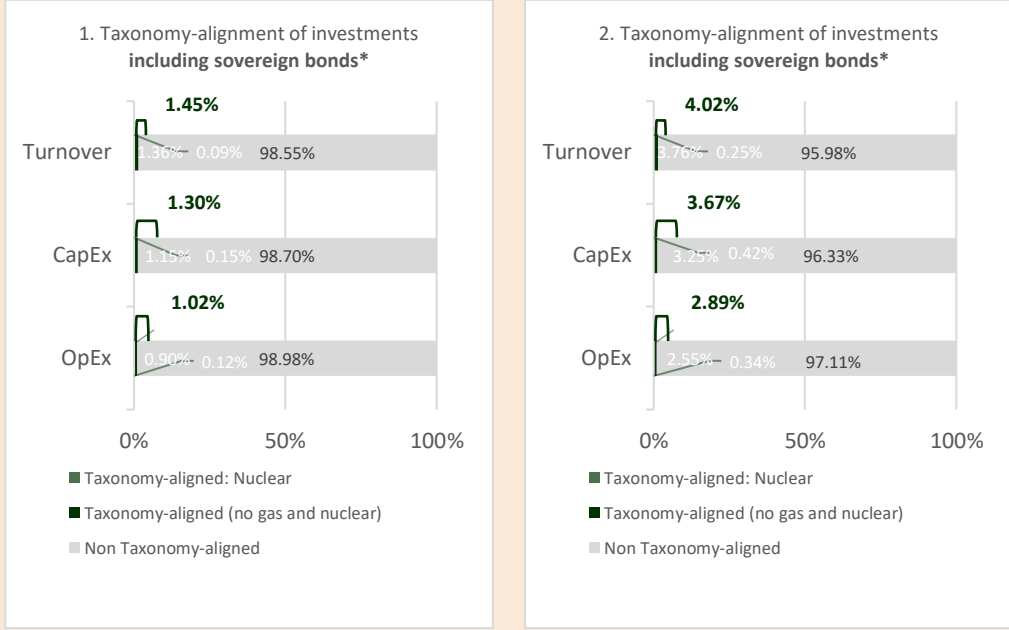 1. Taxonomy-alignment of investments
including sovereign bonds*
1.45%
Turnover 1.36% 0.09% 98.55%
1.30%
CapEx 1.15% 0.15% 98.70%
1.02%
OpEx 0.90% 0.12% 98.98%
0% 50% 100%
Taxonomy-aligned: Nuclear
Taxonomy-aligned (no gas and nuclear)
Non Taxonomy-aligned
2. Taxonomy-alignment of investments
including sovereign bonds*
4.02%
Turnover 3.76% 0.25% 95.98%
3.67%
CapEx 3.25% 0.42% 96.33%
2.89%
OpEx 2.55% 0.34% 97.11%
0% 50% 100%
Taxonomy-aligned: Nuclear
Taxonomy-aligned (no gas and nuclear)
Non Taxonomy-aligned